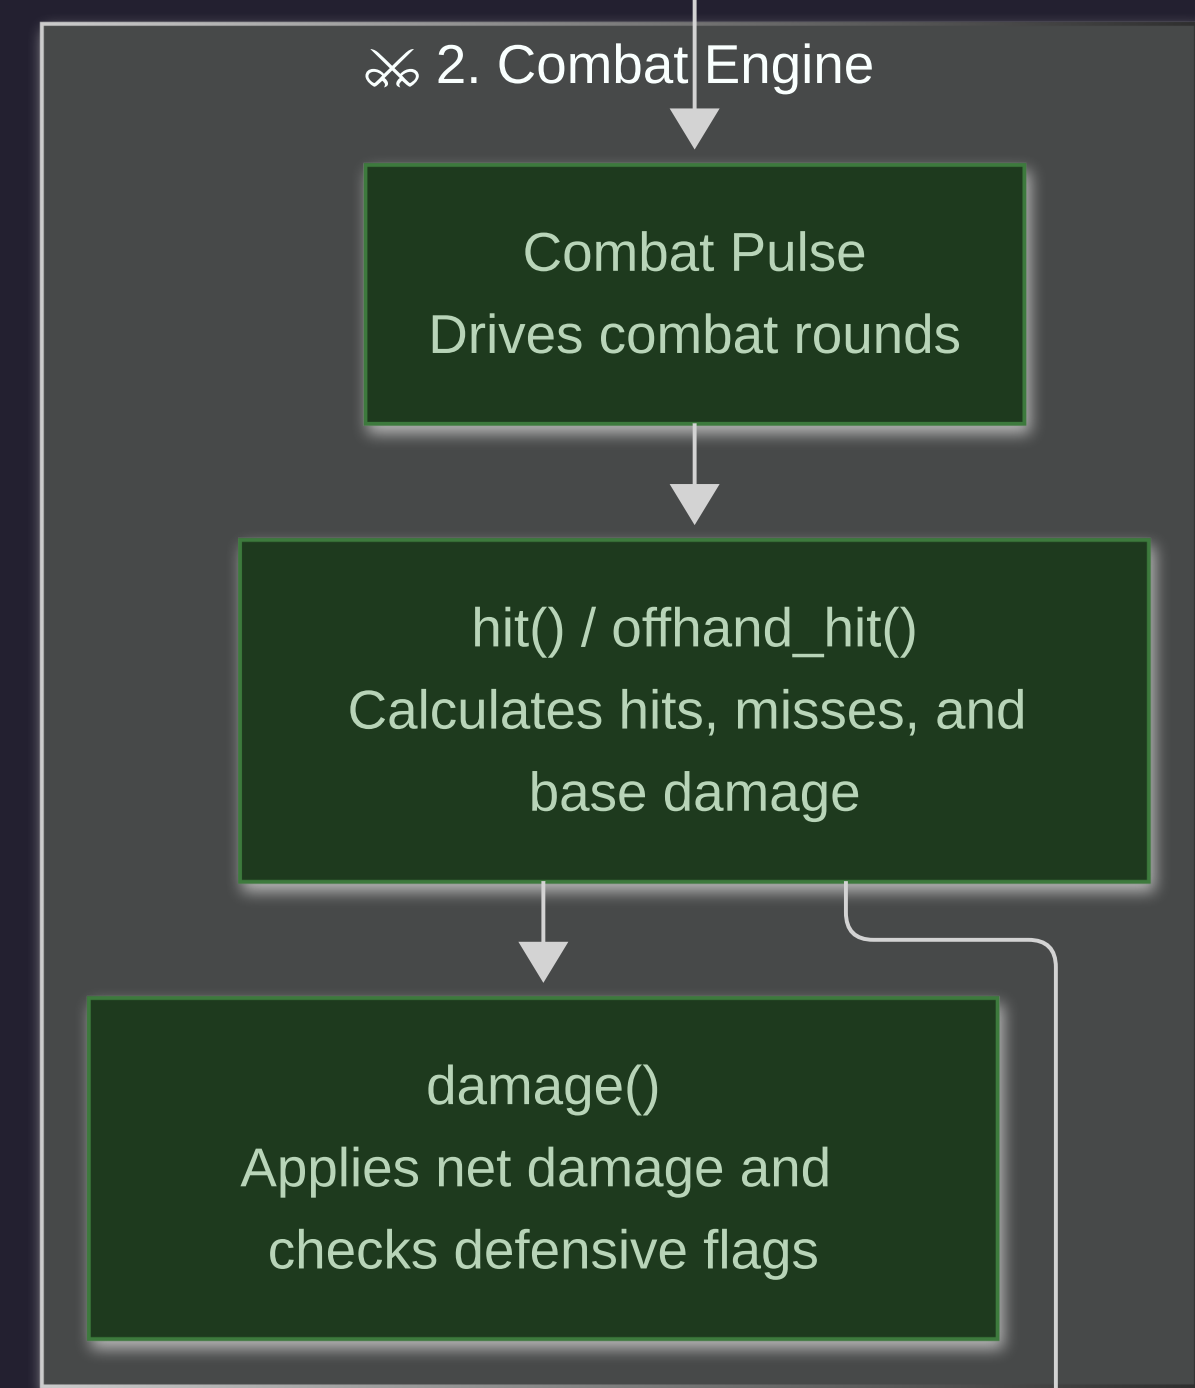 ⚔ 2. Combat Engine
Combat Pulse
Drives combat rounds
hit() / offhand_hit()
Calculates hits, misses, and
base damage
damage()
Applies net damage and
checks defensive flags